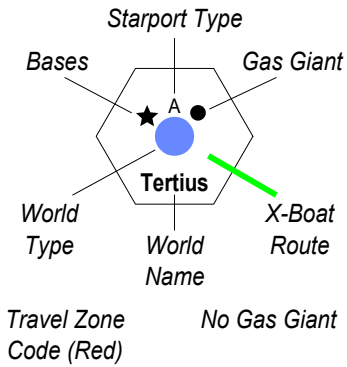 Starport Type
Bases
Gas Giant
A
Tertius
World
Type
World
Name
X-Boat
Route
Travel Zone
Code (Red)
No Gas Giant